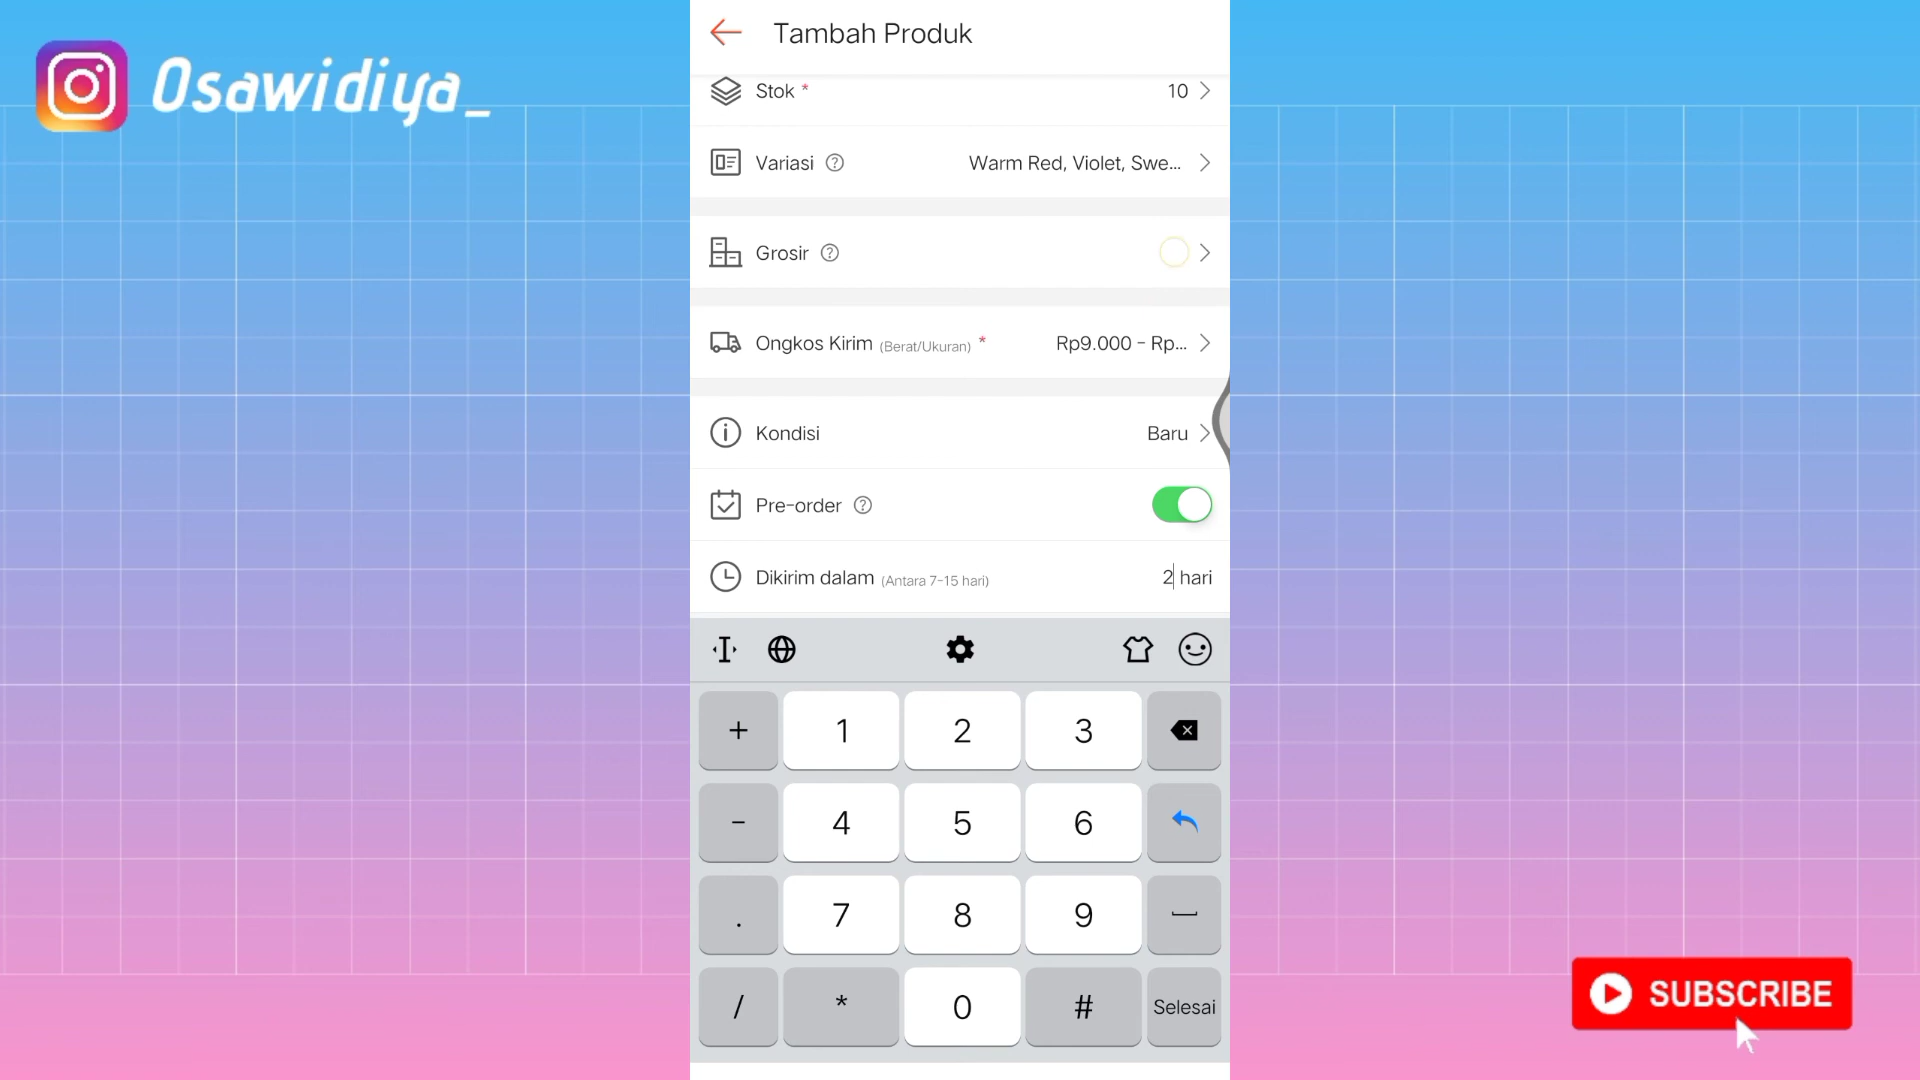 Osawidiya_
Tambah Produk
Stok * 10
Variasi Warm Red, Violet, Swe...
Grosir
Ongkos Kirim (Berat/Ukuran) * Rp9.000 - Rp...
Kondisi Baru
Pre-order
Dikirim dalam (Antara 7-15 hari) 2 hari
+ 1 2 3
- 4 5 6
. 7 8 9
/ * 0 # Selesai
SUBSCRIBE